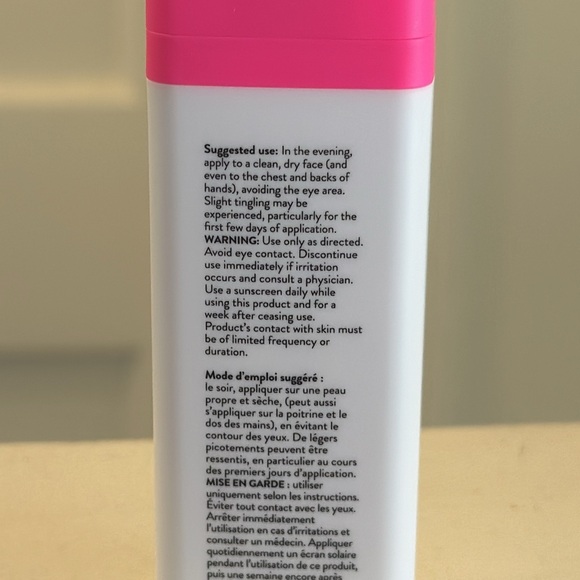 Suggested use: In the evening,
apply to a clean, dry face (and
even to the chest and backs of
hands), avoiding the eye area.
Slight tingling may be
experienced, particularly for the
first few days of application.
WARNING: Use only as directed.
Avoid eye contact. Discontinue
use immediately if irritation
occurs and consult a physician.
Use a sunscreen daily while
using this product and for a
week after ceasing use.
Product's contact with skin must
be of limited frequency or
duration.
Mode d'emploi suggéré :
le soir, appliquer sur une peau
propre et sèche, (peut aussi
s'appliquer sur la poitrine et le
dos des mains), en évitant le
contour des yeux. De légers
picotements peuvent être
ressentis, en particulier au cours
des premiers jours d'application.
MISE EN GARDE : utiliser
uniquement selon les instructions.
Éviter tout contact avec les yeux.
Arrêter immédiatement
l'utilisation en cas d'irritations et
consulter un médecin. Appliquer
quotidiennement un écran solaire
pendant l'utilisation de ce produit,
puis une semaine encore après